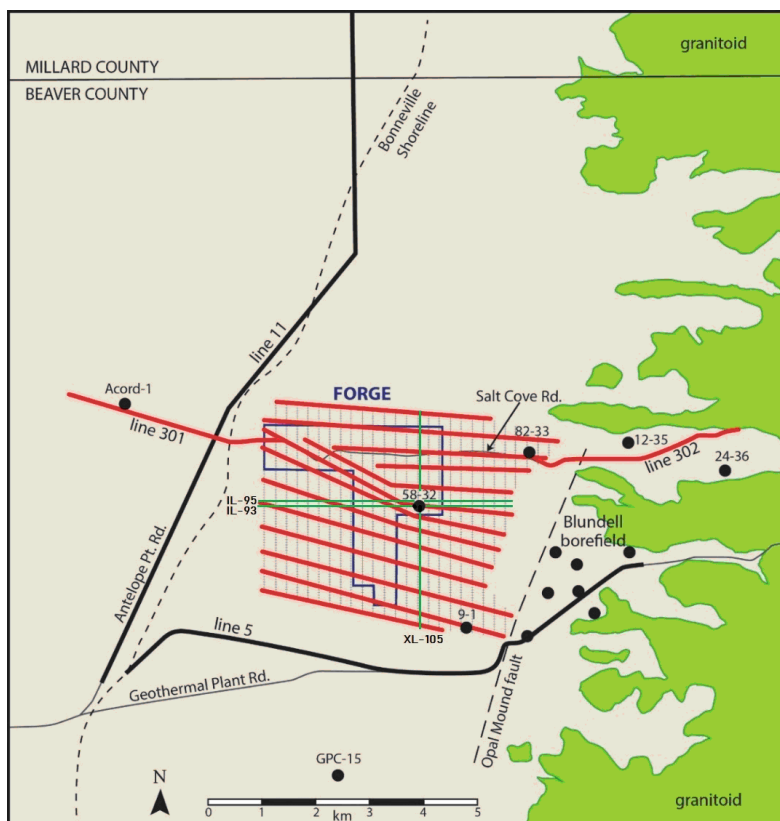 granitoid
MILLARD COUNTY
BEAVER COUNTY
Bonneville
Shoreline
line 11
Acord-1
FORGE
Salt Cove Rd.
82-33
12-35
line 301
line 302
24-36
58-32
IL-95
IL-93
Blundell
borefield
Antelope Pt. Rd.
9-1
line 5
XL-105
Geothermal Plant Rd.
Opal Mound fault
GPC-15
N
0 1 2 3 4 5
km
granitoid